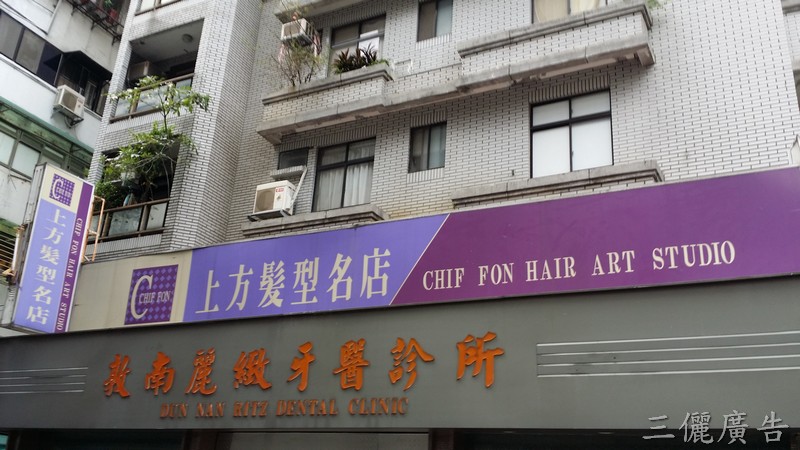 C
CHIF FON
上方髮型名店
CHIF FON HAIR ART STUDIO
C
CHIF FON
上方髮型名店
CHIF FON HAIR ART STUDIO
敦南麗緻牙醫診所
DUN NAN RITZ DENTAL CLINIC
三儷廣告